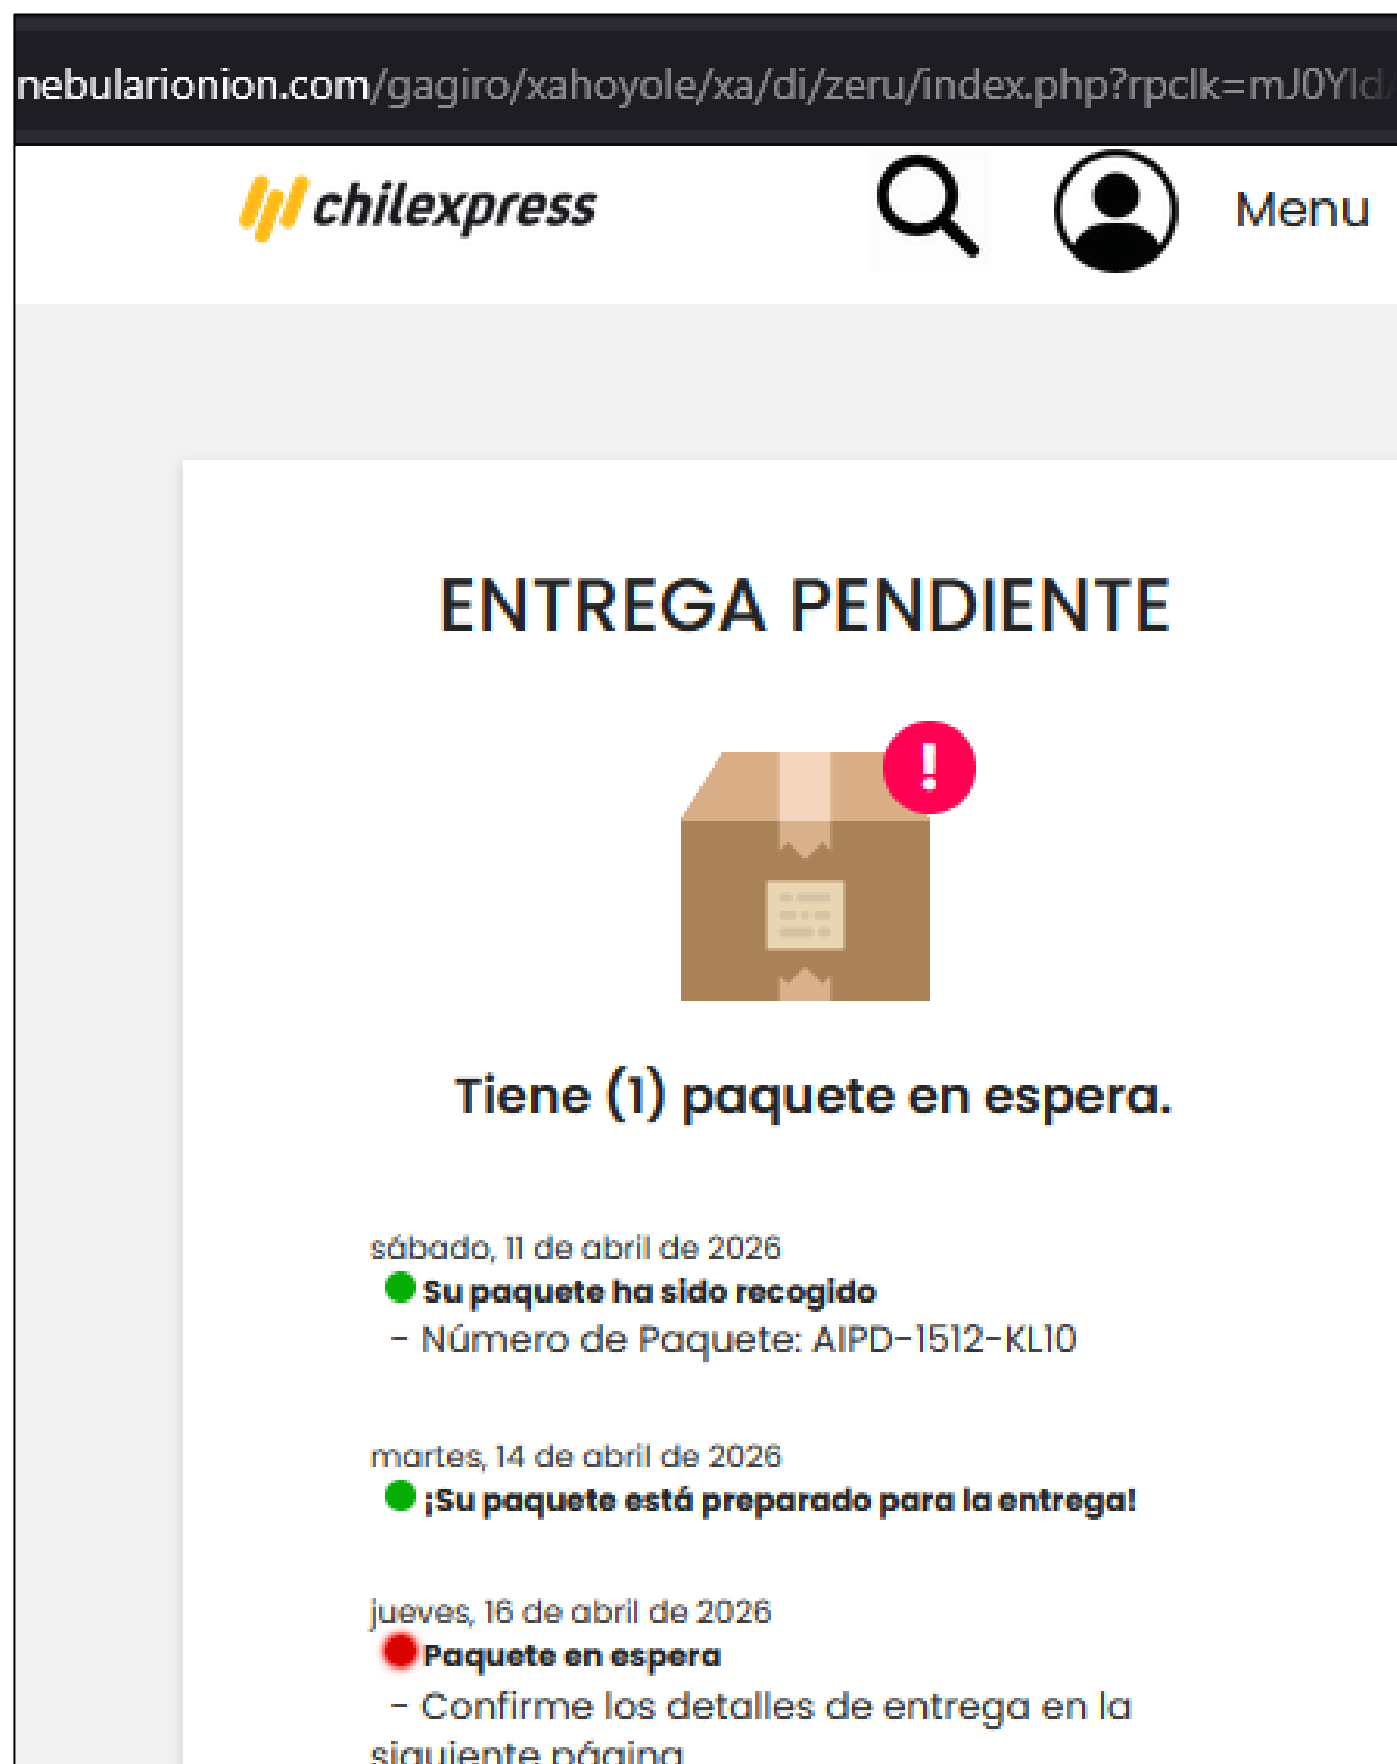 nebularionion.com/gagiro/xahoyole/xa/di/zeru/index.php?rpclk=mJ0Yld
chilexpress
Menu
ENTREGA PENDIENTE
!
Tiene (1) paquete en espera.
sábado, 11 de abril de 2026
Su paquete ha sido recogido
- Número de Paquete: AIPD-1512-KL10
martes, 14 de abril de 2026
¡Su paquete está preparado para la entrega!
jueves, 16 de abril de 2026
Paquete en espera
- Confirme los detalles de entrega en la
siguiente página